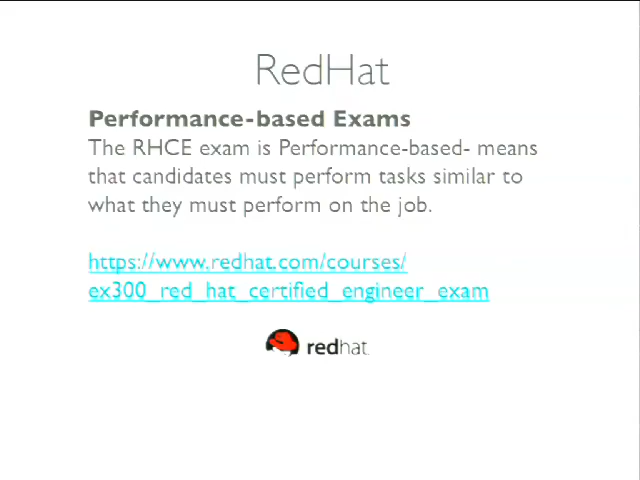 RedHat
Performance-based Exams
The RHCE exam is Performance-based- means
that candidates must perform tasks similar to
what they must perform on the job.
https://www.redhat.com/courses/
ex300_red_hat_certified_engineer_exam
redhat.